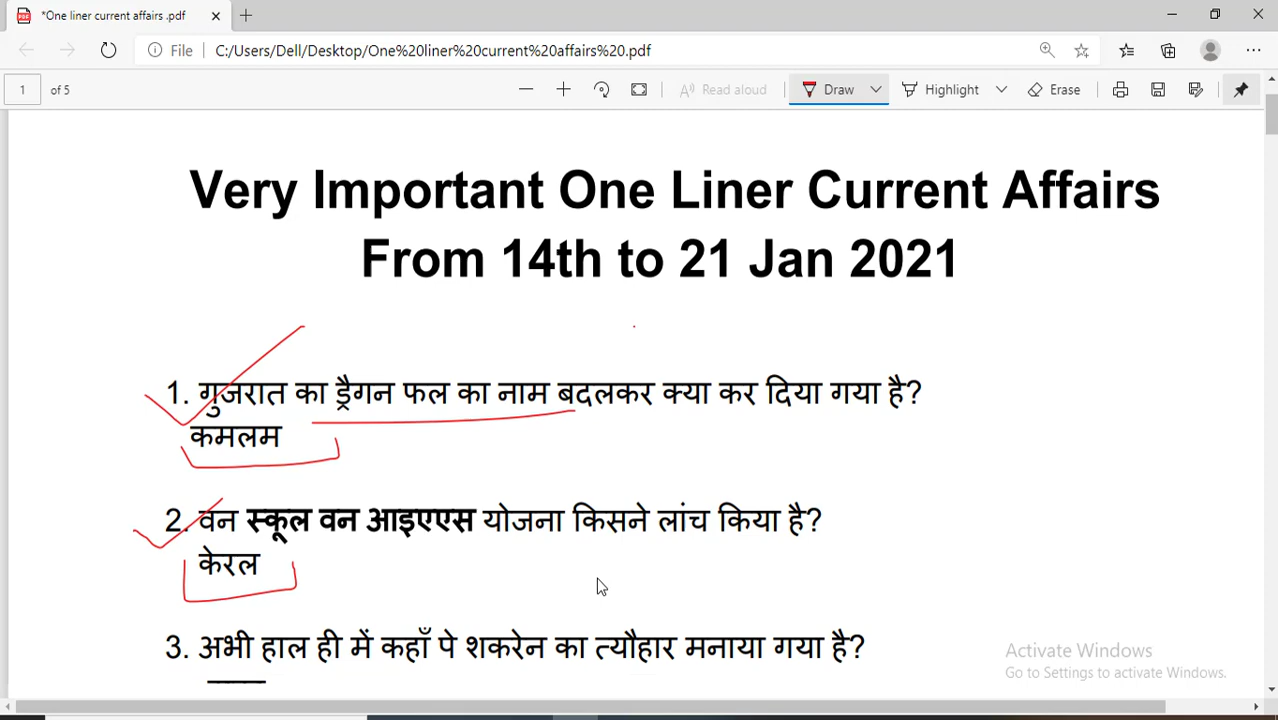 *One liner current affairs .pdf
File C:/Users/Dell/Desktop/One%20liner%20current%20affairs%20.pdf
1 of 5 Read aloud Draw Highlight Erase
Very Important One Liner Current Affairs
From 14th to 21 Jan 2021
1. गुजरात का ड्रैगन फल का नाम बदलकर क्या कर दिया गया है?
कमलम
2. वन स्कूल वन आइएएस योजना किसने लांच किया है?
केरल
3. अभी हाल ही में कहाँ पे शकरेन का त्यौहार मनाया गया है?
Activate Windows
Go to Settings to activate Windows.